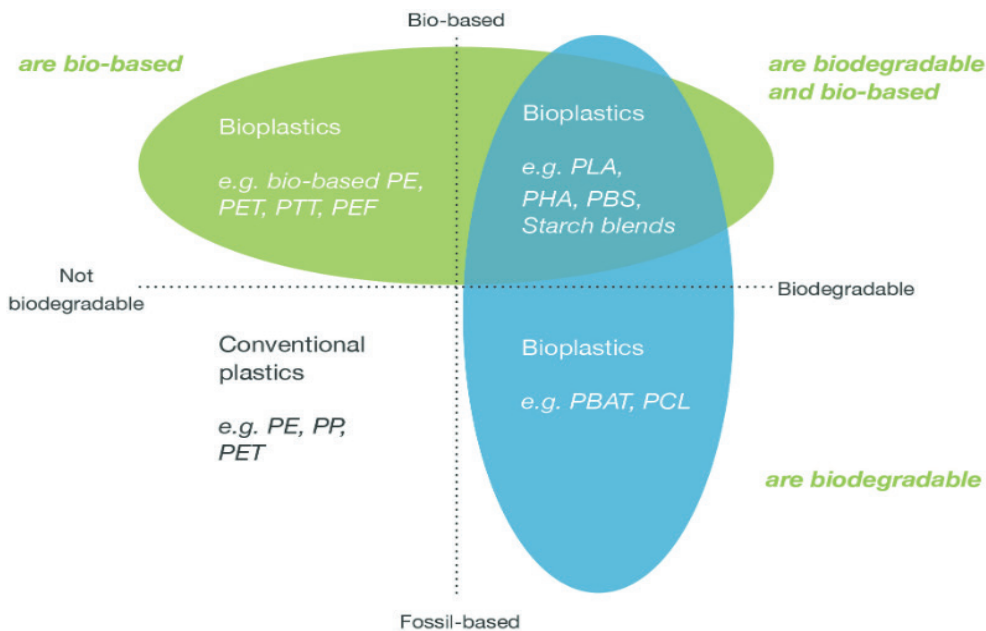 Bio-based
are bio-based
are biodegradable
and bio-based
Bioplastics
e.g. bio-based PE,
PET, PTT, PEF
Bioplastics
e.g. PLA,
PHA, PBS,
Starch blends
Not
biodegradable
Biodegradable
Conventional
plastics
e.g. PE, PP,
PET
Bioplastics
e.g. PBAT, PCL
are biodegradable
Fossil-based